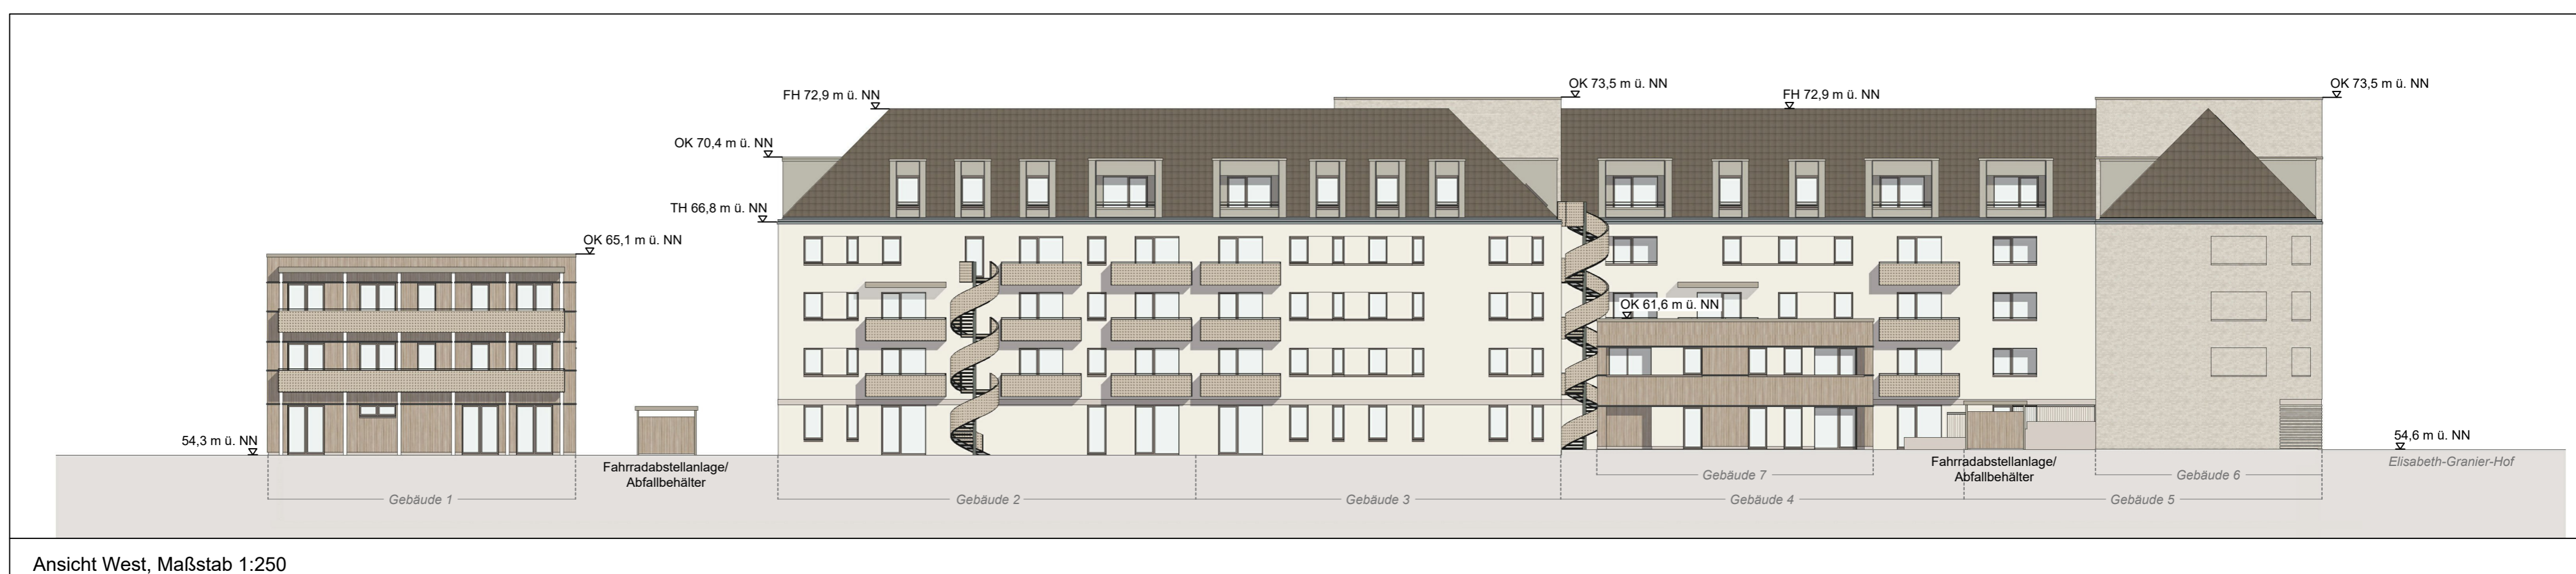 OK 73,5 m ü. NN
OK 73,5 m ü. NN
FH 72,9 m ü. NN
FH 72,9 m ü. NN
OK 70,4 m ü. NN
TH 66,8 m ü. NN
OK 65,1 m ü. NN
OK 61,6 m ü. NN
54,3 m ü. NN
54,6 m ü. NN
Fahrradabstellanlage/
Abfallbehälter
Fahrradabstellanlage/
Abfallbehälter
Elisabeth-Granier-Hof
Gebäude 7
Gebäude 6
Gebäude 1
Gebäude 2
Gebäude 3
Gebäude 4
Gebäude 5
Ansicht West, Maßstab 1:250